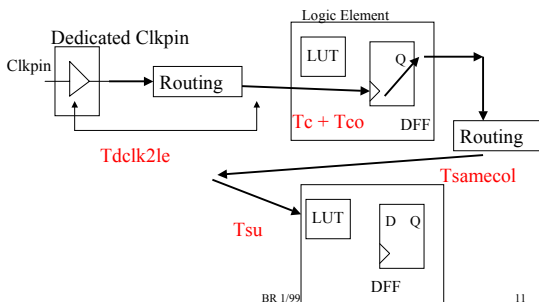 Logic Element
Dedicated Clkpin
Clkpin
Routing
LUT
Q
Tc + Tco
DFF
Tdclk2le
Routing
Tsamecol
Tsu
LUT
D Q
DFF
BR 1/99
11